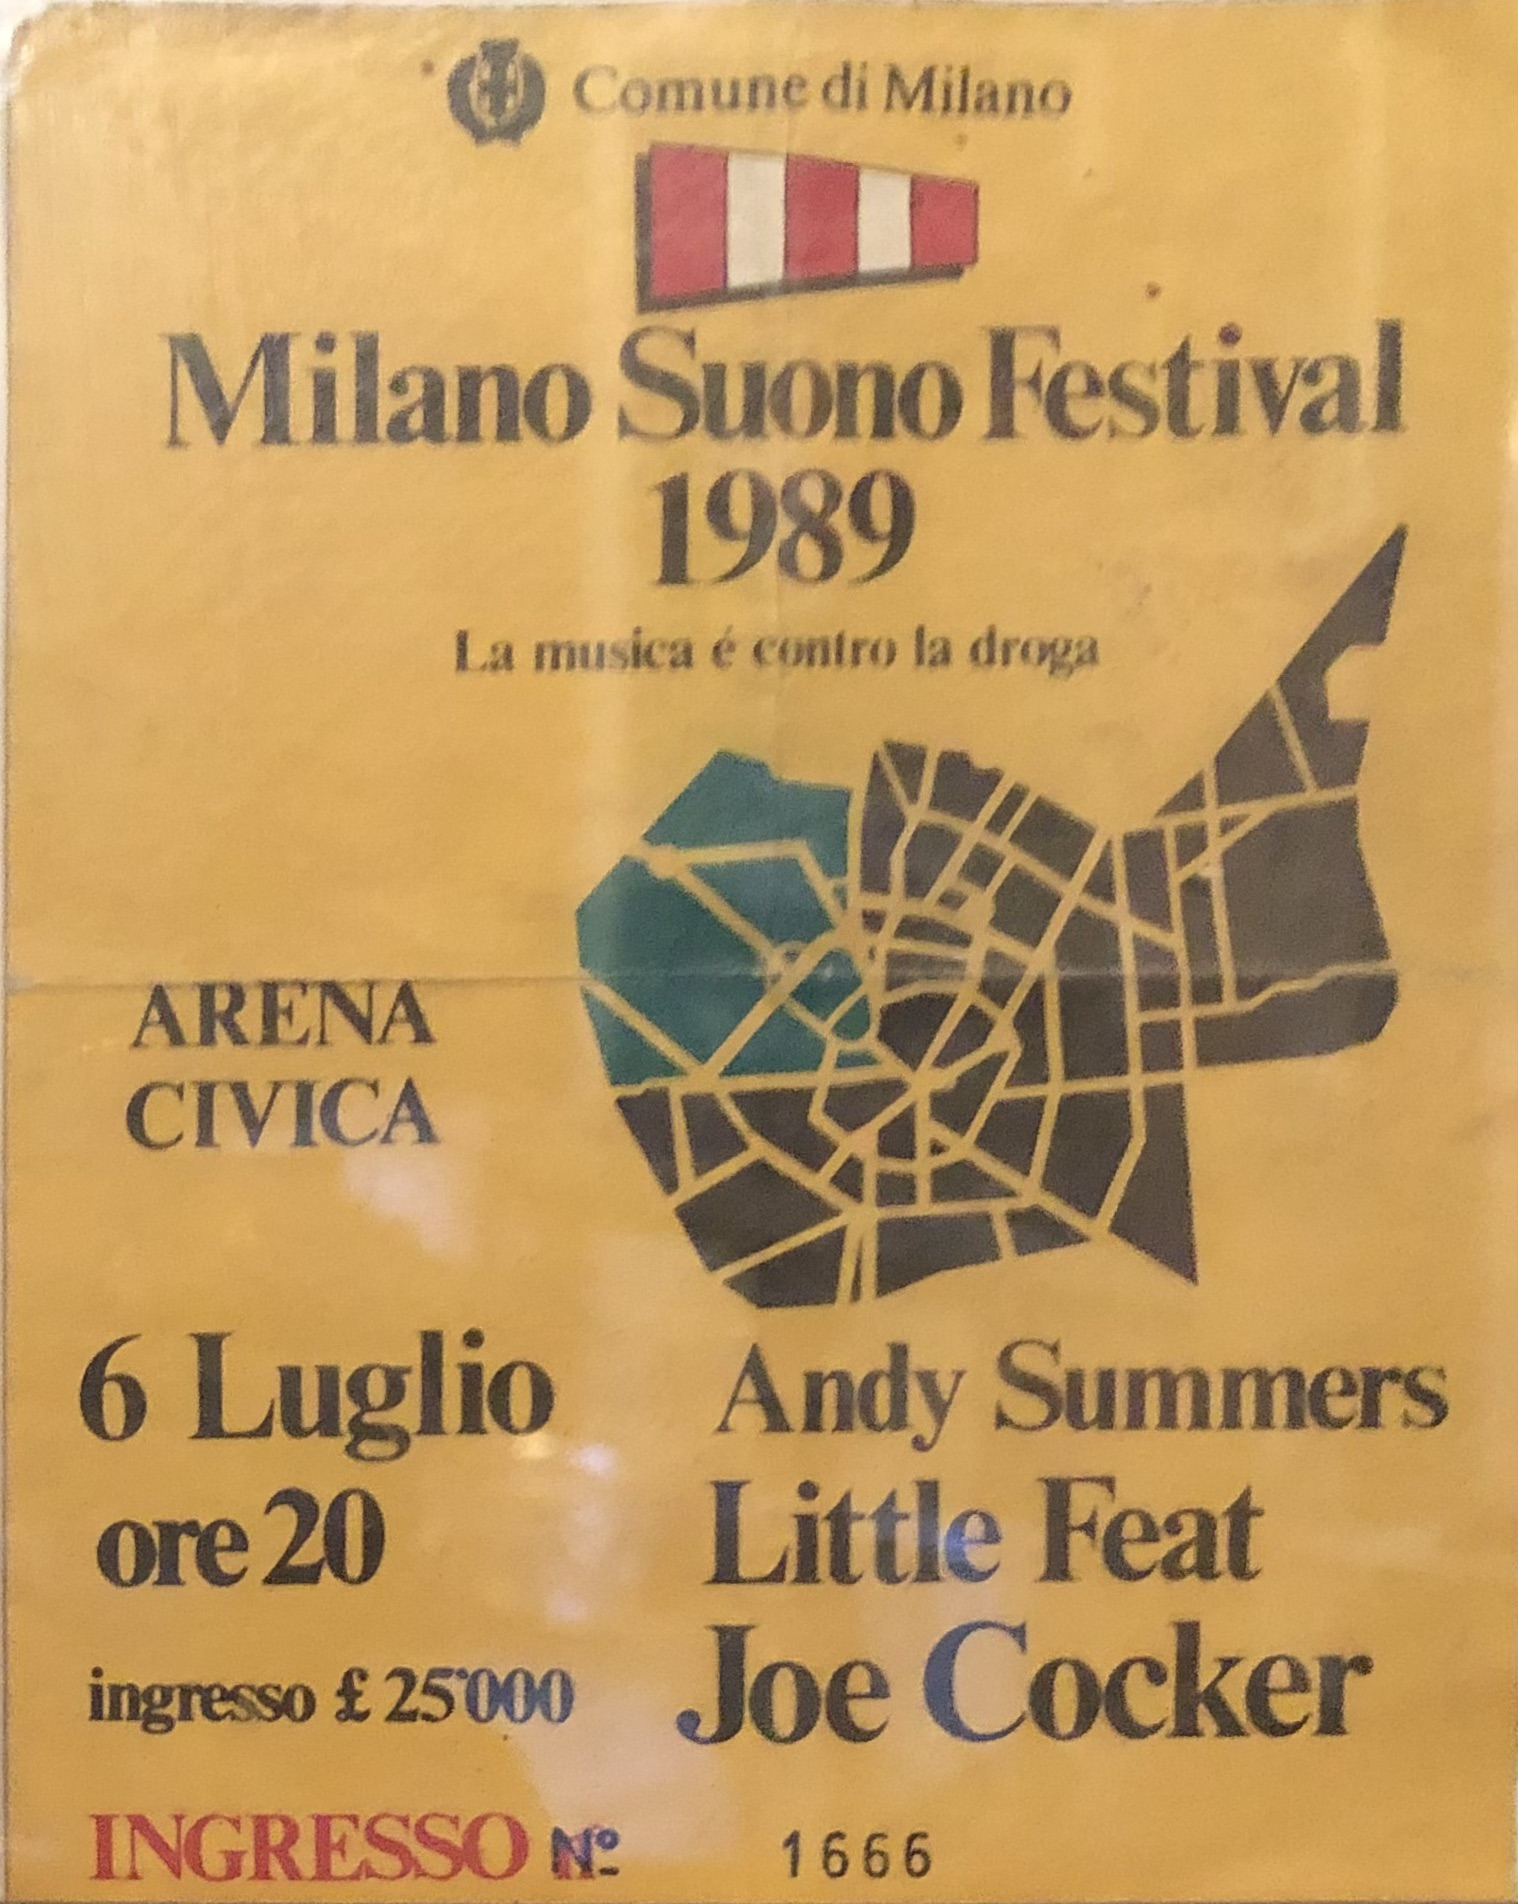 Comune di Milano
Milano Suono Festival
1989
La musica é contro la droga
ARENA
CIVICA
6 Luglio
ore 20
ingresso £ 25'000
Andy Summers
Little Feat
Joe Cocker
INGRESSO Nº 1666